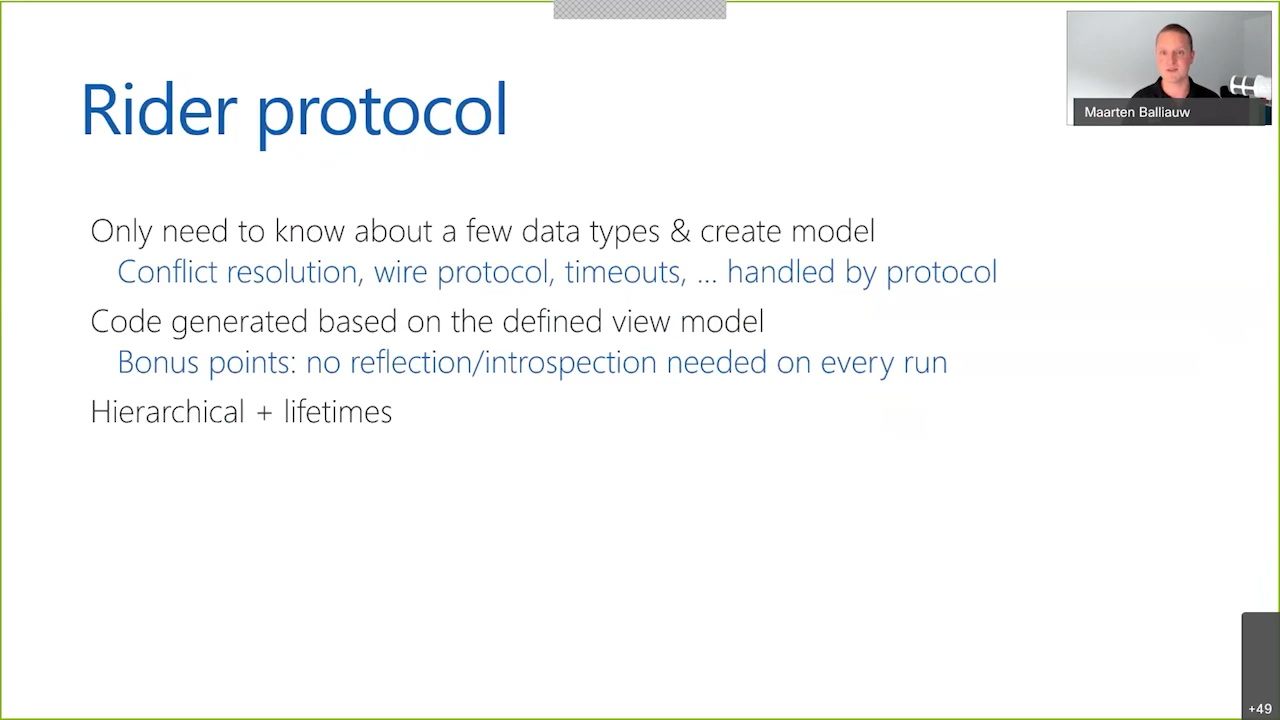 Rider protocol
Maarten Balliauw
Only need to know about a few data types & create model
Conflict resolution, wire protocol, timeouts, ... handled by protocol
Code generated based on the defined view model
Bonus points: no reflection/introspection needed on every run
Hierarchical + lifetimes
+49